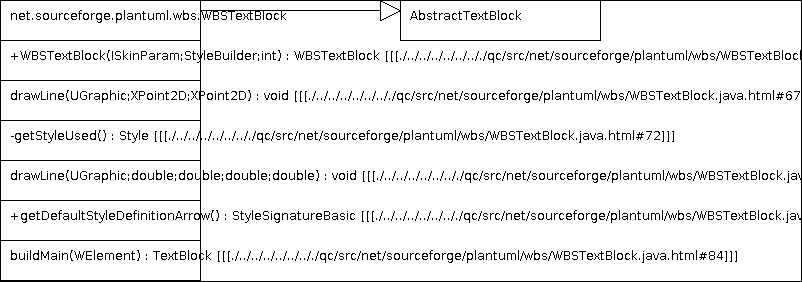 net.sourceforge.plantuml.wbs.WBSTextBlock
AbstractTextBlock
+WBSTextBlock(ISkinParam;StyleBuilder;int) : WBSTextBlock [[[./../../../../../../../qc/src/net/sourceforge/plantuml/wbs/WBSTextBlock
drawLine(UGraphic;XPoint2D;XPoint2D) : void [[[./../../../../../../../qc/src/net/sourceforge/plantuml/wbs/WBSTextBlock.java.html#67
-getStyleUsed() : Style [[[./../../../../../../../qc/src/net/sourceforge/plantuml/wbs/WBSTextBlock.java.html#72]]]
drawLine(UGraphic;double;double;double;double) : void [[[./../../../../../../../qc/src/net/sourceforge/plantuml/wbs/WBSTextBlock.jav
+getDefaultStyleDefinitionArrow() : StyleSignatureBasic [[[./../../../../../../../qc/src/net/sourceforge/plantuml/wbs/WBSTextBlock.java
buildMain(WElement) : TextBlock [[[./../../../../../../../qc/src/net/sourceforge/plantuml/wbs/WBSTextBlock.java.html#84]]]